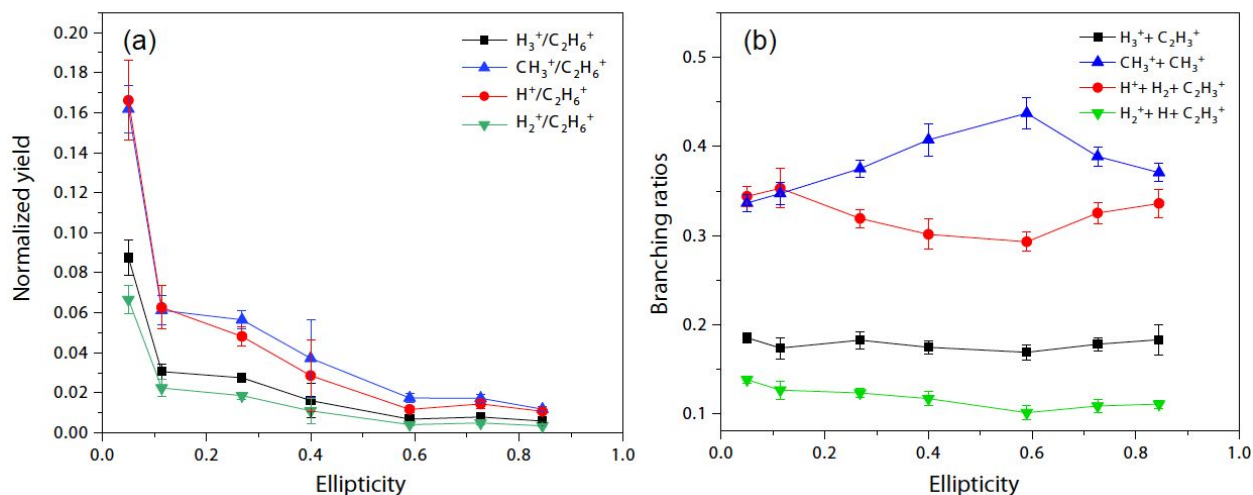 (a)
H₃⁺/C₂H₆⁺
CH₃⁺/C₂H₆⁺
H⁺/C₂H₆⁺
H₂⁺/C₂H₆⁺
Normalized yield
0.20
0.18
0.16
0.14
0.12
0.10
0.08
0.06
0.04
0.02
0.00
0.0 0.2 0.4 0.6 0.8 1.0
Ellipticity
(b)
H₃⁺+ C₂H₃⁺
CH₃⁺+ CH₃⁺
H⁺+ H₂+ C₂H₃⁺
H₂⁺+ H+ C₂H₃⁺
Branching ratios
0.5
0.4
0.3
0.2
0.1
0.0 0.2 0.4 0.6 0.8 1.0
Ellipticity